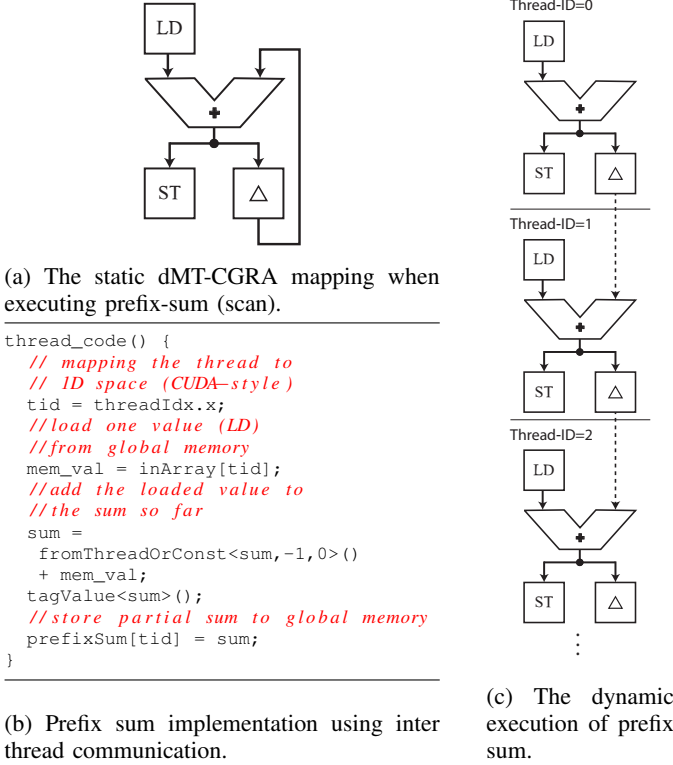 LD
+
ST
△
(a) The static dMT-CGRA mapping when
executing prefix-sum (scan).
thread_code() {
// mapping the thread to
// 1D space (CUDA–style)
tid = threadIdx.x;
//load one value (LD)
//from global memory
mem_val = inArray[tid];
//add the loaded value to
//the sum so far
sum =
fromThreadOrConst<sum,-1,0>()
+ mem_val;
tagValue<sum>();
//store partial sum to global memory
prefixSum[tid] = sum;
}
(b) Prefix sum implementation using inter
thread communication.
Thread-ID=0
LD
+
ST
△
Thread-ID=1
LD
+
ST
△
Thread-ID=2
LD
+
ST
△
(c) The dynamic
execution of prefix
sum.